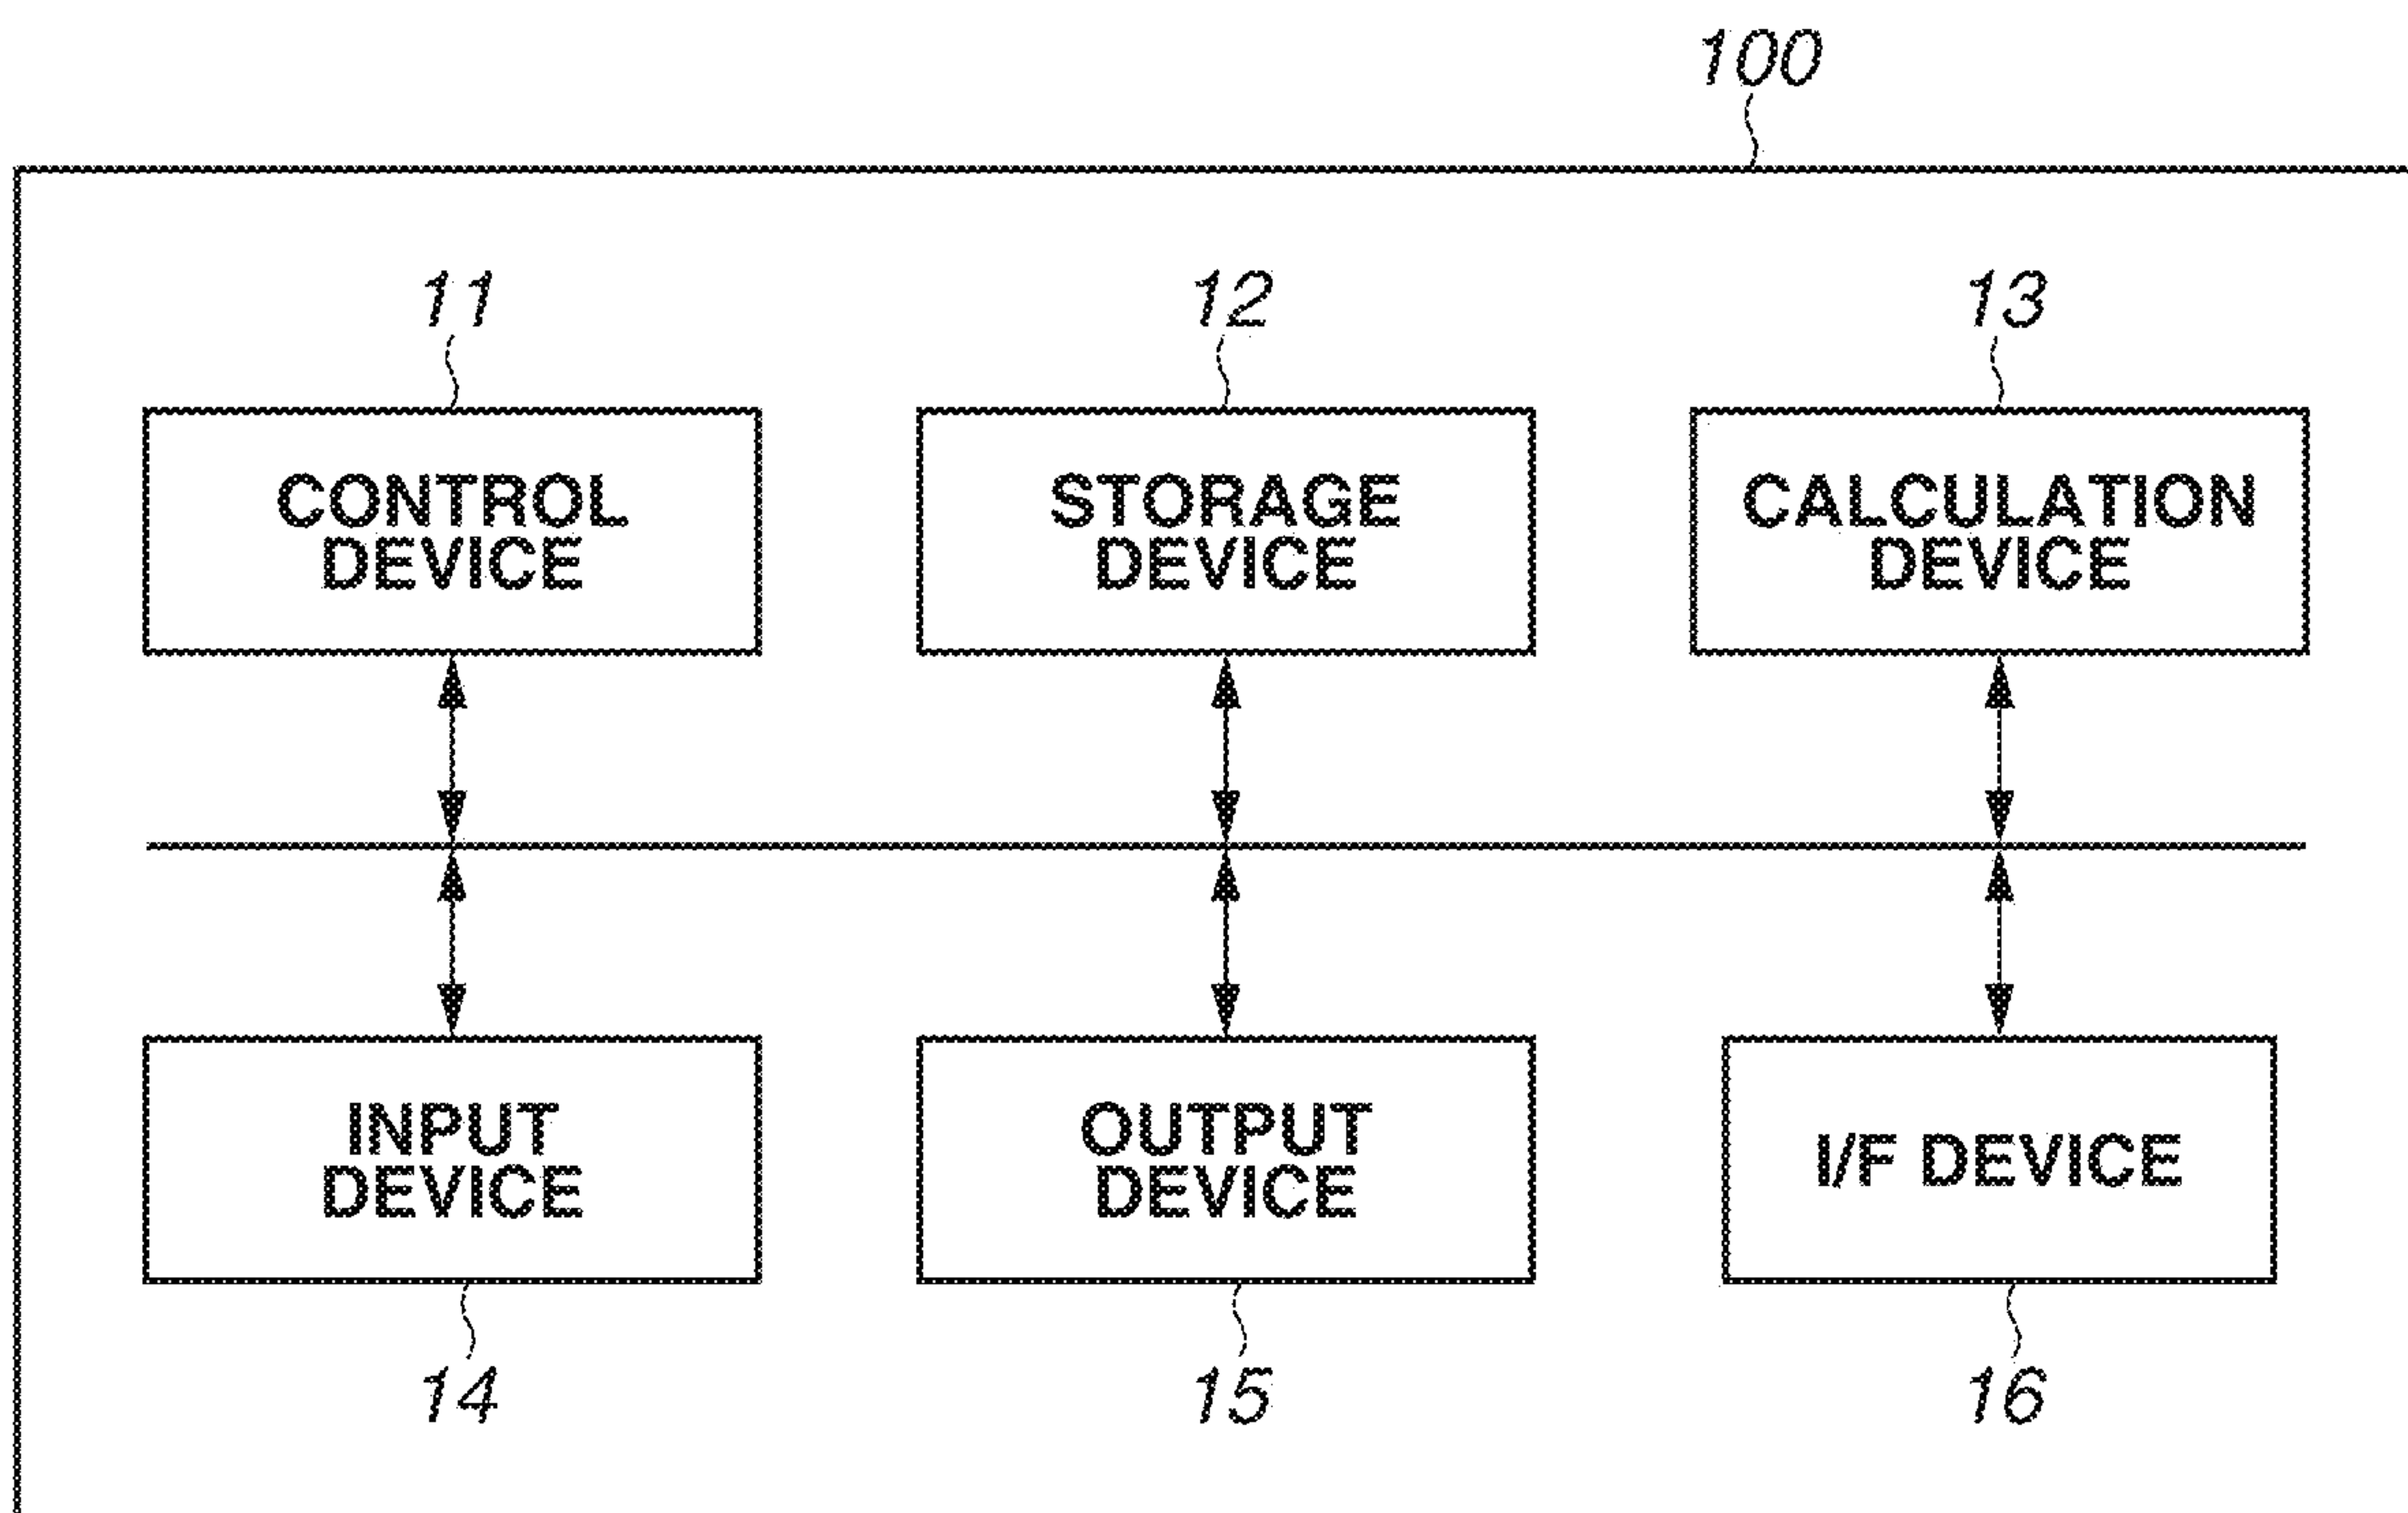 100
11
12
13
CONTROL
DEVICE
STORAGE
DEVICE
CALCULATION
DEVICE
INPUT
DEVICE
OUTPUT
DEVICE
I/F DEVICE
14
15
16